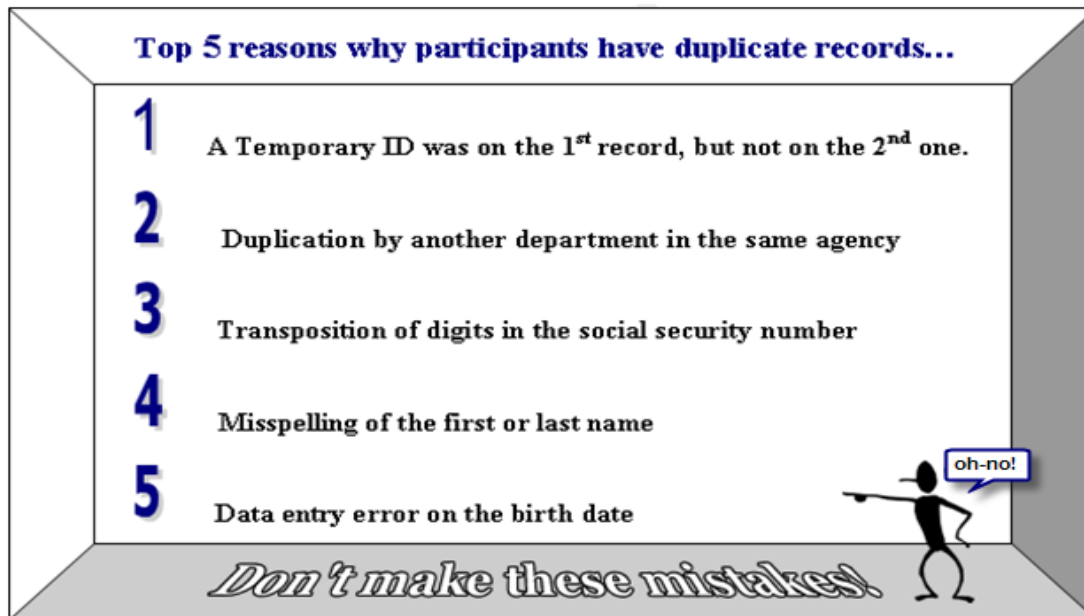 Top 5 reasons why participants have duplicate records...
1
A Temporary ID was on the 1st record, but not on the 2nd one.
2
Duplication by another department in the same agency
3
Transposition of digits in the social security number
4
Misspelling of the first or last name
5
Data entry error on the birth date
oh-no!
Don't make these mistakes!